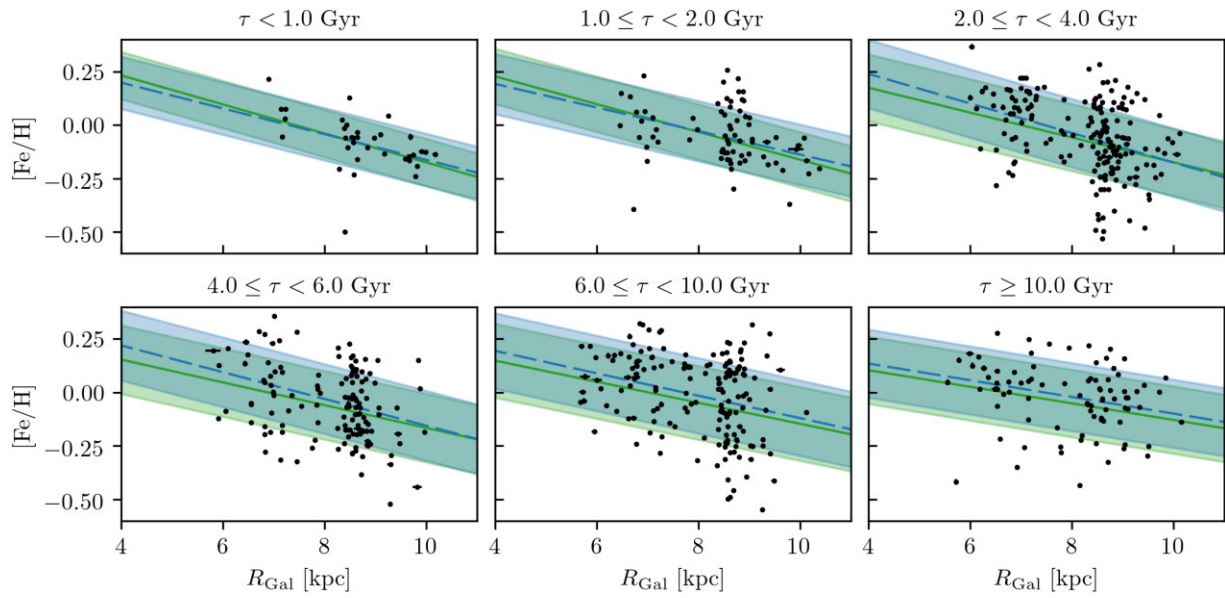 τ < 1.0 Gyr
1.0 ≤ τ < 2.0 Gyr
2.0 ≤ τ < 4.0 Gyr
0.25
0.00
−0.25
−0.50
[Fe/H]
4.0 ≤ τ < 6.0 Gyr
6.0 ≤ τ < 10.0 Gyr
τ ≥ 10.0 Gyr
0.25
0.00
−0.25
−0.50
[Fe/H]
4 6 8 10
4 6 8 10
4 6 8 10
R_Gal [kpc]
R_Gal [kpc]
R_Gal [kpc]